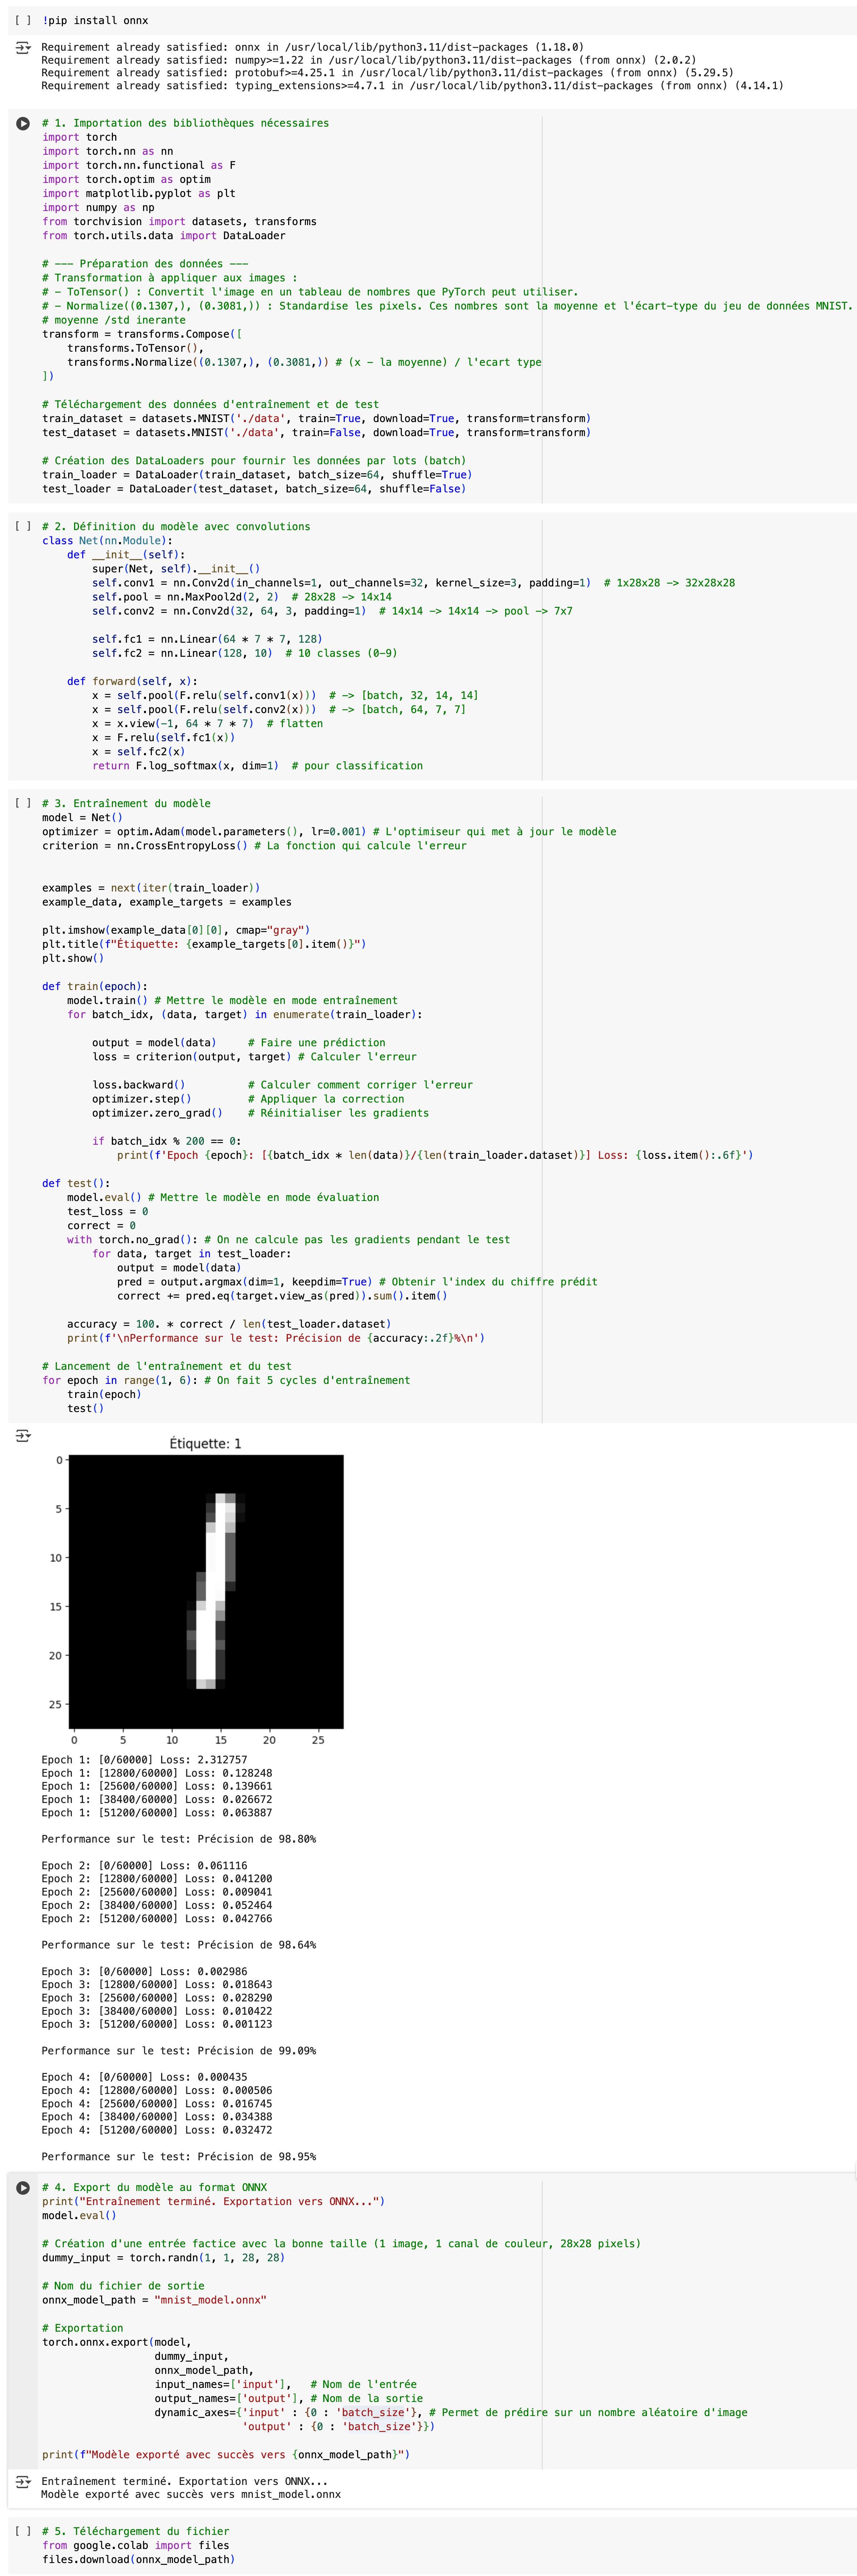 [ ] !pip install onnx
Requirement already satisfied: onnx in /usr/local/lib/python3.11/dist-packages (1.18.0)
Requirement already satisfied: numpy>=1.22 in /usr/local/lib/python3.11/dist-packages (from onnx) (2.0.2)
Requirement already satisfied: protobuf>=4.25.1 in /usr/local/lib/python3.11/dist-packages (from onnx) (5.29.5)
Requirement already satisfied: typing_extensions>=4.7.1 in /usr/local/lib/python3.11/dist-packages (from onnx) (4.14.1)
# 1. Importation des bibliothèques nécessaires
import torch
import torch.nn as nn
import torch.nn.functional as F
import torch.optim as optim
import matplotlib.pyplot as plt
import numpy as np
from torchvision import datasets, transforms
from torch.utils.data import DataLoader
# --- Préparation des données ---
# Transformation à appliquer aux images :
# - ToTensor() : Convertit l'image en un tableau de nombres que PyTorch peut utiliser.
# - Normalize((0.1307,), (0.3081,)) : Standardise les pixels. Ces nombres sont la moyenne et l'écart-type du jeu de données MNIST.
# moyenne /std inerante
transform = transforms.Compose([
    transforms.ToTensor(),
    transforms.Normalize((0.1307,), (0.3081,)) # (x - la moyenne) / l'ecart type
])
# Téléchargement des données d'entraînement et de test
train_dataset = datasets.MNIST('./data', train=True, download=True, transform=transform)
test_dataset = datasets.MNIST('./data', train=False, download=True, transform=transform)
# Création des DataLoaders pour fournir les données par lots (batch)
train_loader = DataLoader(train_dataset, batch_size=64, shuffle=True)
test_loader = DataLoader(test_dataset, batch_size=64, shuffle=False)
[ ] # 2. Définition du modèle avec convolutions
class Net(nn.Module):
    def __init__(self):
        super(Net, self).__init__()
        self.conv1 = nn.Conv2d(in_channels=1, out_channels=32, kernel_size=3, padding=1)  # 1x28x28 -> 32x28x28
        self.pool = nn.MaxPool2d(2, 2)  # 28x28 -> 14x14
        self.conv2 = nn.Conv2d(32, 64, 3, padding=1)  # 14x14 -> 14x14 -> pool -> 7x7
        self.fc1 = nn.Linear(64 * 7 * 7, 128)
        self.fc2 = nn.Linear(128, 10)  # 10 classes (0-9)
    def forward(self, x):
        x = self.pool(F.relu(self.conv1(x)))  # -> [batch, 32, 14, 14]
        x = self.pool(F.relu(self.conv2(x)))  # -> [batch, 64, 7, 7]
        x = x.view(-1, 64 * 7 * 7)  # flatten
        x = F.relu(self.fc1(x))
        x = self.fc2(x)
        return F.log_softmax(x, dim=1)  # pour classification
[ ] # 3. Entraînement du modèle
model = Net()
optimizer = optim.Adam(model.parameters(), lr=0.001) # L'optimiseur qui met à jour le modèle
criterion = nn.CrossEntropyLoss() # La fonction qui calcule l'erreur
examples = next(iter(train_loader))
example_data, example_targets = examples
plt.imshow(example_data[0][0], cmap="gray")
plt.title(f"Étiquette: {example_targets[0].item()}")
plt.show()
def train(epoch):
    model.train() # Mettre le modèle en mode entraînement
    for batch_idx, (data, target) in enumerate(train_loader):
        output = model(data)     # Faire une prédiction
        loss = criterion(output, target) # Calculer l'erreur
        loss.backward()          # Calculer comment corriger l'erreur
        optimizer.step()         # Appliquer la correction
        optimizer.zero_grad()    # Réinitialiser les gradients
        if batch_idx % 200 == 0:
            print(f'Epoch {epoch}: [{batch_idx * len(data)}/{len(train_loader.dataset)}] Loss: {loss.item():.6f}')
def test():
    model.eval() # Mettre le modèle en mode évaluation
    test_loss = 0
    correct = 0
    with torch.no_grad(): # On ne calcule pas les gradients pendant le test
        for data, target in test_loader:
            output = model(data)
            pred = output.argmax(dim=1, keepdim=True) # Obtenir l'index du chiffre prédit
            correct += pred.eq(target.view_as(pred)).sum().item()
    accuracy = 100. * correct / len(test_loader.dataset)
    print(f'\nPerformance sur le test: Précision de {accuracy:.2f}%\n')
# Lancement de l'entraînement et du test
for epoch in range(1, 6): # On fait 5 cycles d'entraînement
    train(epoch)
    test()
Étiquette: 1
0
5
10
15
20
25
0 5 10 15 20 25
Epoch 1: [0/60000] Loss: 2.312757
Epoch 1: [12800/60000] Loss: 0.128248
Epoch 1: [25600/60000] Loss: 0.139661
Epoch 1: [38400/60000] Loss: 0.026672
Epoch 1: [51200/60000] Loss: 0.063887
Performance sur le test: Précision de 98.80%
Epoch 2: [0/60000] Loss: 0.061116
Epoch 2: [12800/60000] Loss: 0.041200
Epoch 2: [25600/60000] Loss: 0.009041
Epoch 2: [38400/60000] Loss: 0.052464
Epoch 2: [51200/60000] Loss: 0.042766
Performance sur le test: Précision de 98.64%
Epoch 3: [0/60000] Loss: 0.002986
Epoch 3: [12800/60000] Loss: 0.018643
Epoch 3: [25600/60000] Loss: 0.028290
Epoch 3: [38400/60000] Loss: 0.010422
Epoch 3: [51200/60000] Loss: 0.001123
Performance sur le test: Précision de 99.09%
Epoch 4: [0/60000] Loss: 0.000435
Epoch 4: [12800/60000] Loss: 0.000506
Epoch 4: [25600/60000] Loss: 0.016745
Epoch 4: [38400/60000] Loss: 0.034388
Epoch 4: [51200/60000] Loss: 0.032472
Performance sur le test: Précision de 98.95%
# 4. Export du modèle au format ONNX
print("Entraînement terminé. Exportation vers ONNX...")
model.eval()
# Création d'une entrée factice avec la bonne taille (1 image, 1 canal de couleur, 28x28 pixels)
dummy_input = torch.randn(1, 1, 28, 28)
# Nom du fichier de sortie
onnx_model_path = "mnist_model.onnx"
# Exportation
torch.onnx.export(model,
                  dummy_input,
                  onnx_model_path,
                  input_names=['input'],   # Nom de l'entrée
                  output_names=['output'], # Nom de la sortie
                  dynamic_axes={'input' : {0 : 'batch_size'}, # Permet de prédire sur un nombre aléatoire d'image
                                'output' : {0 : 'batch_size'}})
print(f"Modèle exporté avec succès vers {onnx_model_path}")
Entraînement terminé. Exportation vers ONNX...
Modèle exporté avec succès vers mnist_model.onnx
[ ] # 5. Téléchargement du fichier
from google.colab import files
files.download(onnx_model_path)